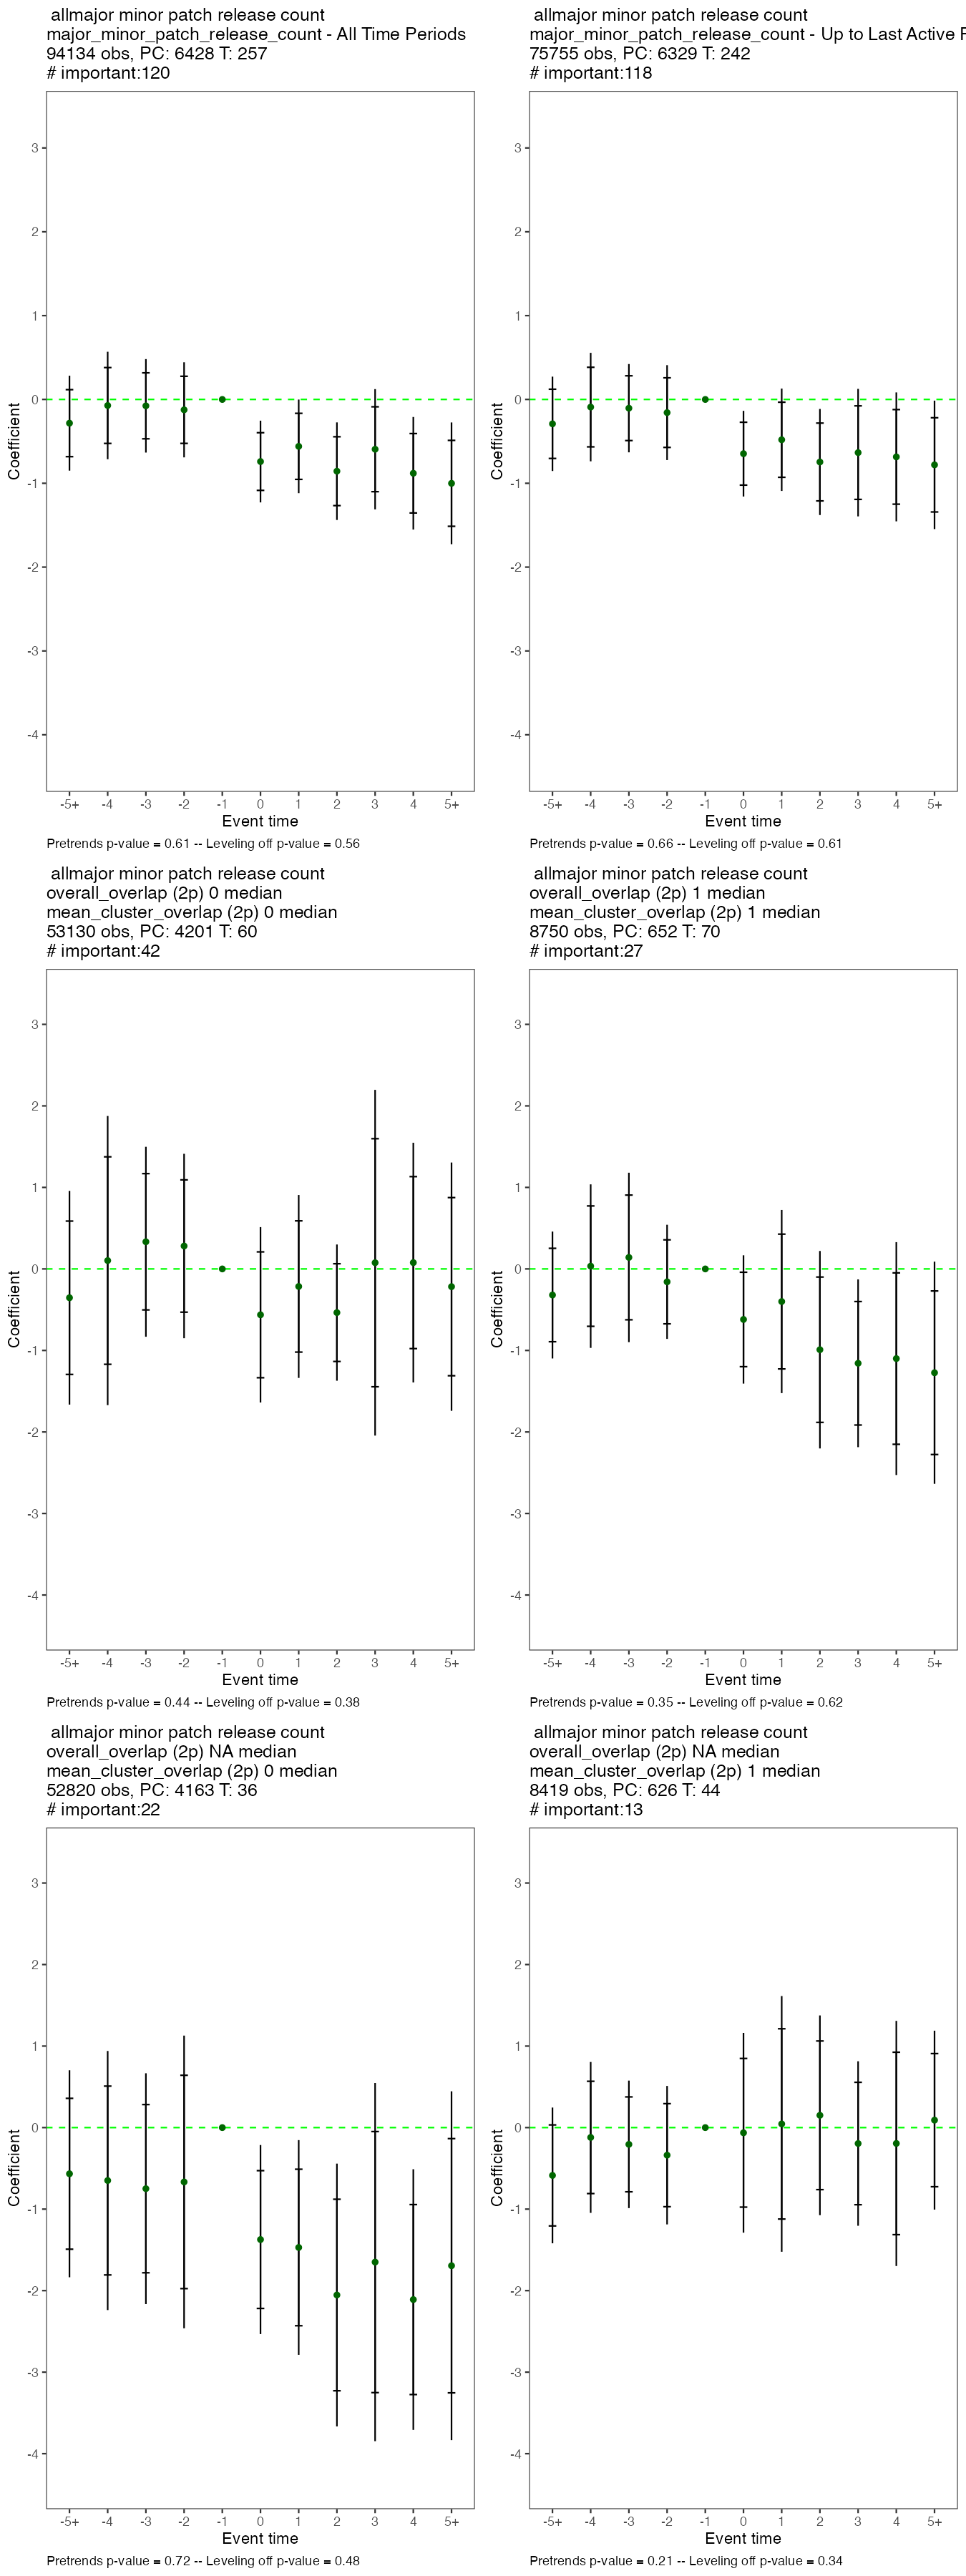 allmajor minor patch release count
major_minor_patch_release_count - All Time Periods
94134 obs, PC: 6428 T: 257
# important:120
3
2
1
0
-1
-2
-3
-4
Coefficient
-5+ -4 -3 -2 -1 0 1 2 3 4 5+
Event time
Pretrends p-value = 0.61 -- Leveling off p-value = 0.56
allmajor minor patch release count
major_minor_patch_release_count - Up to Last Active
75755 obs, PC: 6329 T: 242
# important:118
3
2
1
0
-1
-2
-3
-4
Coefficient
-5+ -4 -3 -2 -1 0 1 2 3 4 5+
Event time
Pretrends p-value = 0.66 -- Leveling off p-value = 0.61
allmajor minor patch release count
overall_overlap (2p) 0 median
mean_cluster_overlap (2p) 0 median
53130 obs, PC: 4201 T: 60
# important:42
3
2
1
0
-1
-2
-3
-4
Coefficient
-5+ -4 -3 -2 -1 0 1 2 3 4 5+
Event time
Pretrends p-value = 0.44 -- Leveling off p-value = 0.38
allmajor minor patch release count
overall_overlap (2p) 1 median
mean_cluster_overlap (2p) 1 median
8750 obs, PC: 652 T: 70
# important:27
3
2
1
0
-1
-2
-3
-4
Coefficient
-5+ -4 -3 -2 -1 0 1 2 3 4 5+
Event time
Pretrends p-value = 0.35 -- Leveling off p-value = 0.62
allmajor minor patch release count
overall_overlap (2p) NA median
mean_cluster_overlap (2p) 0 median
52820 obs, PC: 4163 T: 36
# important:22
3
2
1
0
-1
-2
-3
-4
Coefficient
-5+ -4 -3 -2 -1 0 1 2 3 4 5+
Event time
Pretrends p-value = 0.72 -- Leveling off p-value = 0.48
allmajor minor patch release count
overall_overlap (2p) NA median
mean_cluster_overlap (2p) 1 median
8419 obs, PC: 626 T: 44
# important:13
3
2
1
0
-1
-2
-3
-4
Coefficient
-5+ -4 -3 -2 -1 0 1 2 3 4 5+
Event time
Pretrends p-value = 0.21 -- Leveling off p-value = 0.34